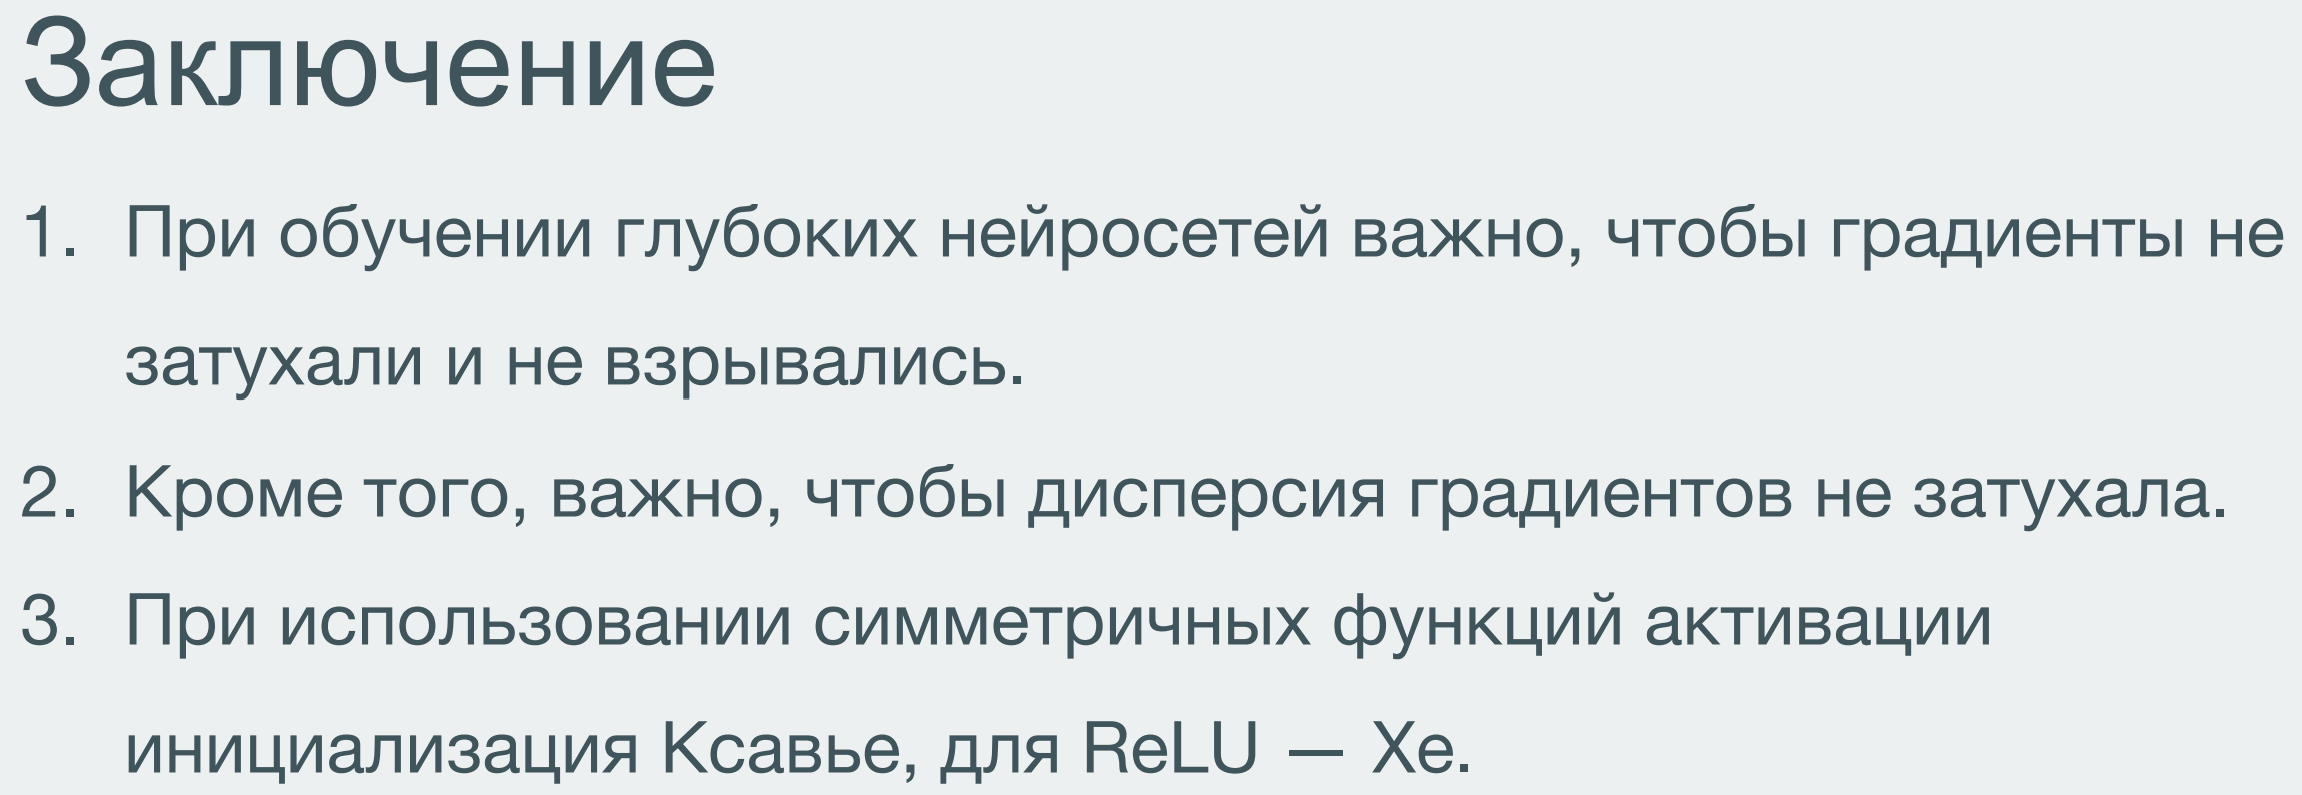 Заключение
1. При обучении глубоких нейросетей важно, чтобы градиенты не
затухали и не взрывались.
2. Кроме того, важно, чтобы дисперсия градиентов не затухала.
3. При использовании симметричных функций активации
инициализация Ксавье, для ReLU — Хе.